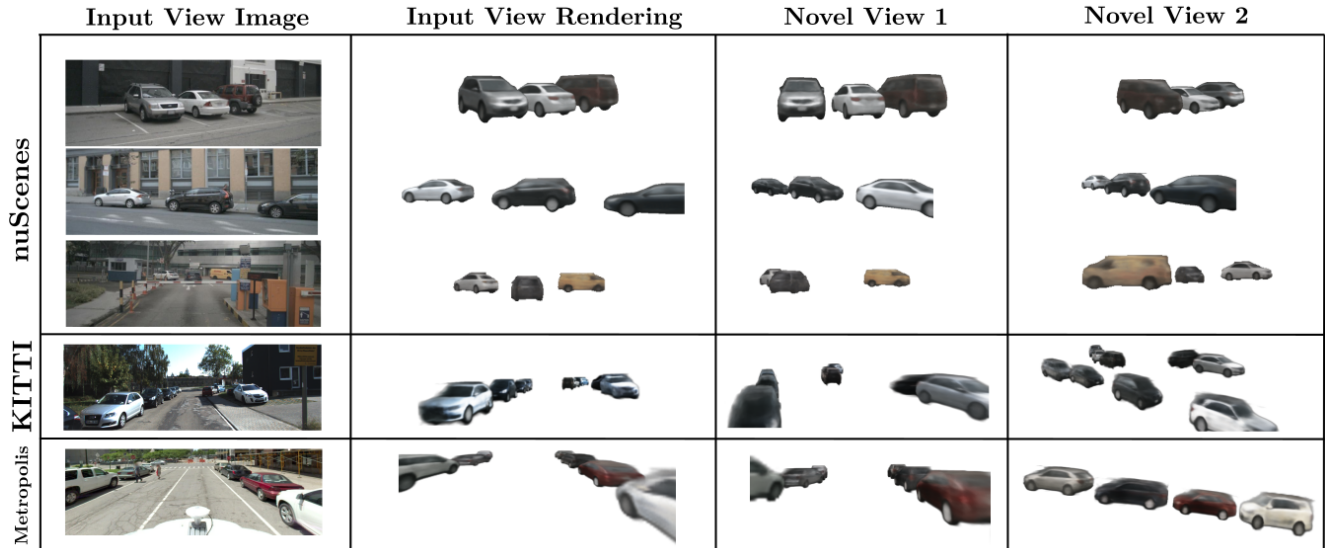 Input View Image Input View Rendering Novel View 1 Novel View 2
nuScenes
KITTI
Metropolis